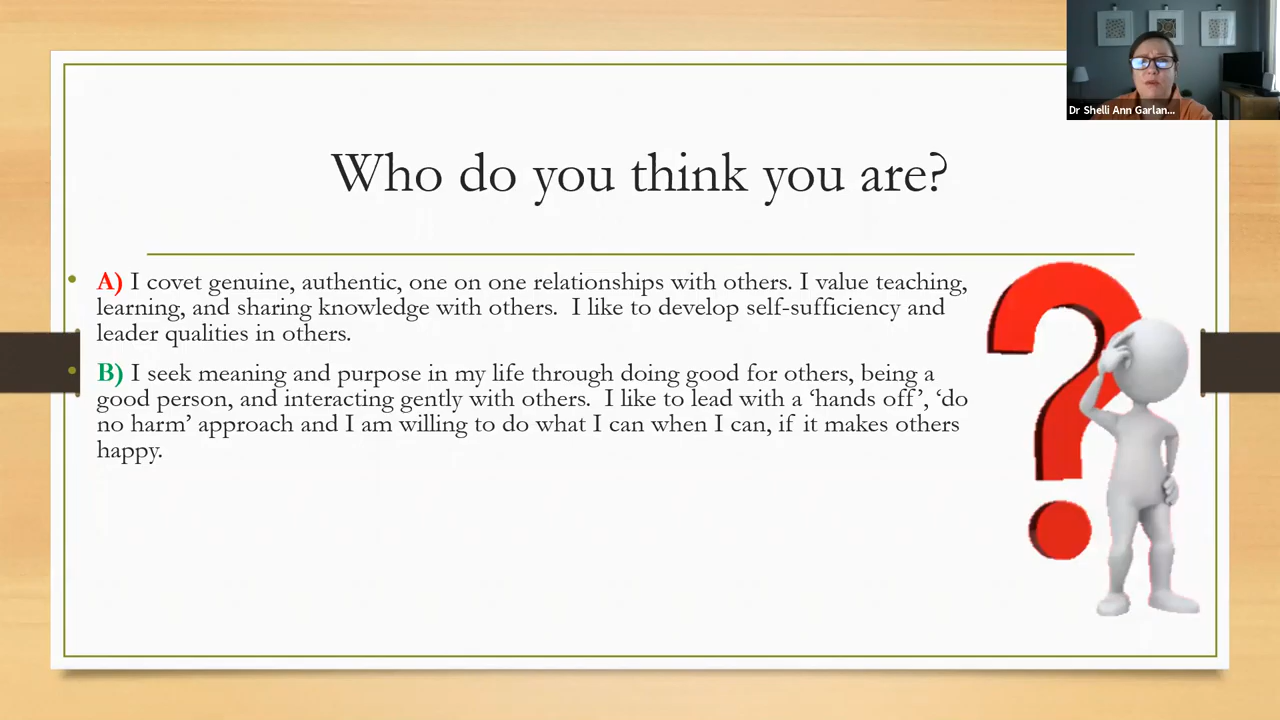 Dr Shelli Ann Garlan...
Who do you think you are?
• A) I covet genuine, authentic, one on one relationships with others. I value teaching,
learning, and sharing knowledge with others.  I like to develop self-sufficiency and
leader qualities in others.
• B) I seek meaning and purpose in my life through doing good for others, being a
good person, and interacting gently with others.  I like to lead with a ‘hands off’, ‘do
no harm’ approach and I am willing to do what I can when I can, if it makes others
happy.